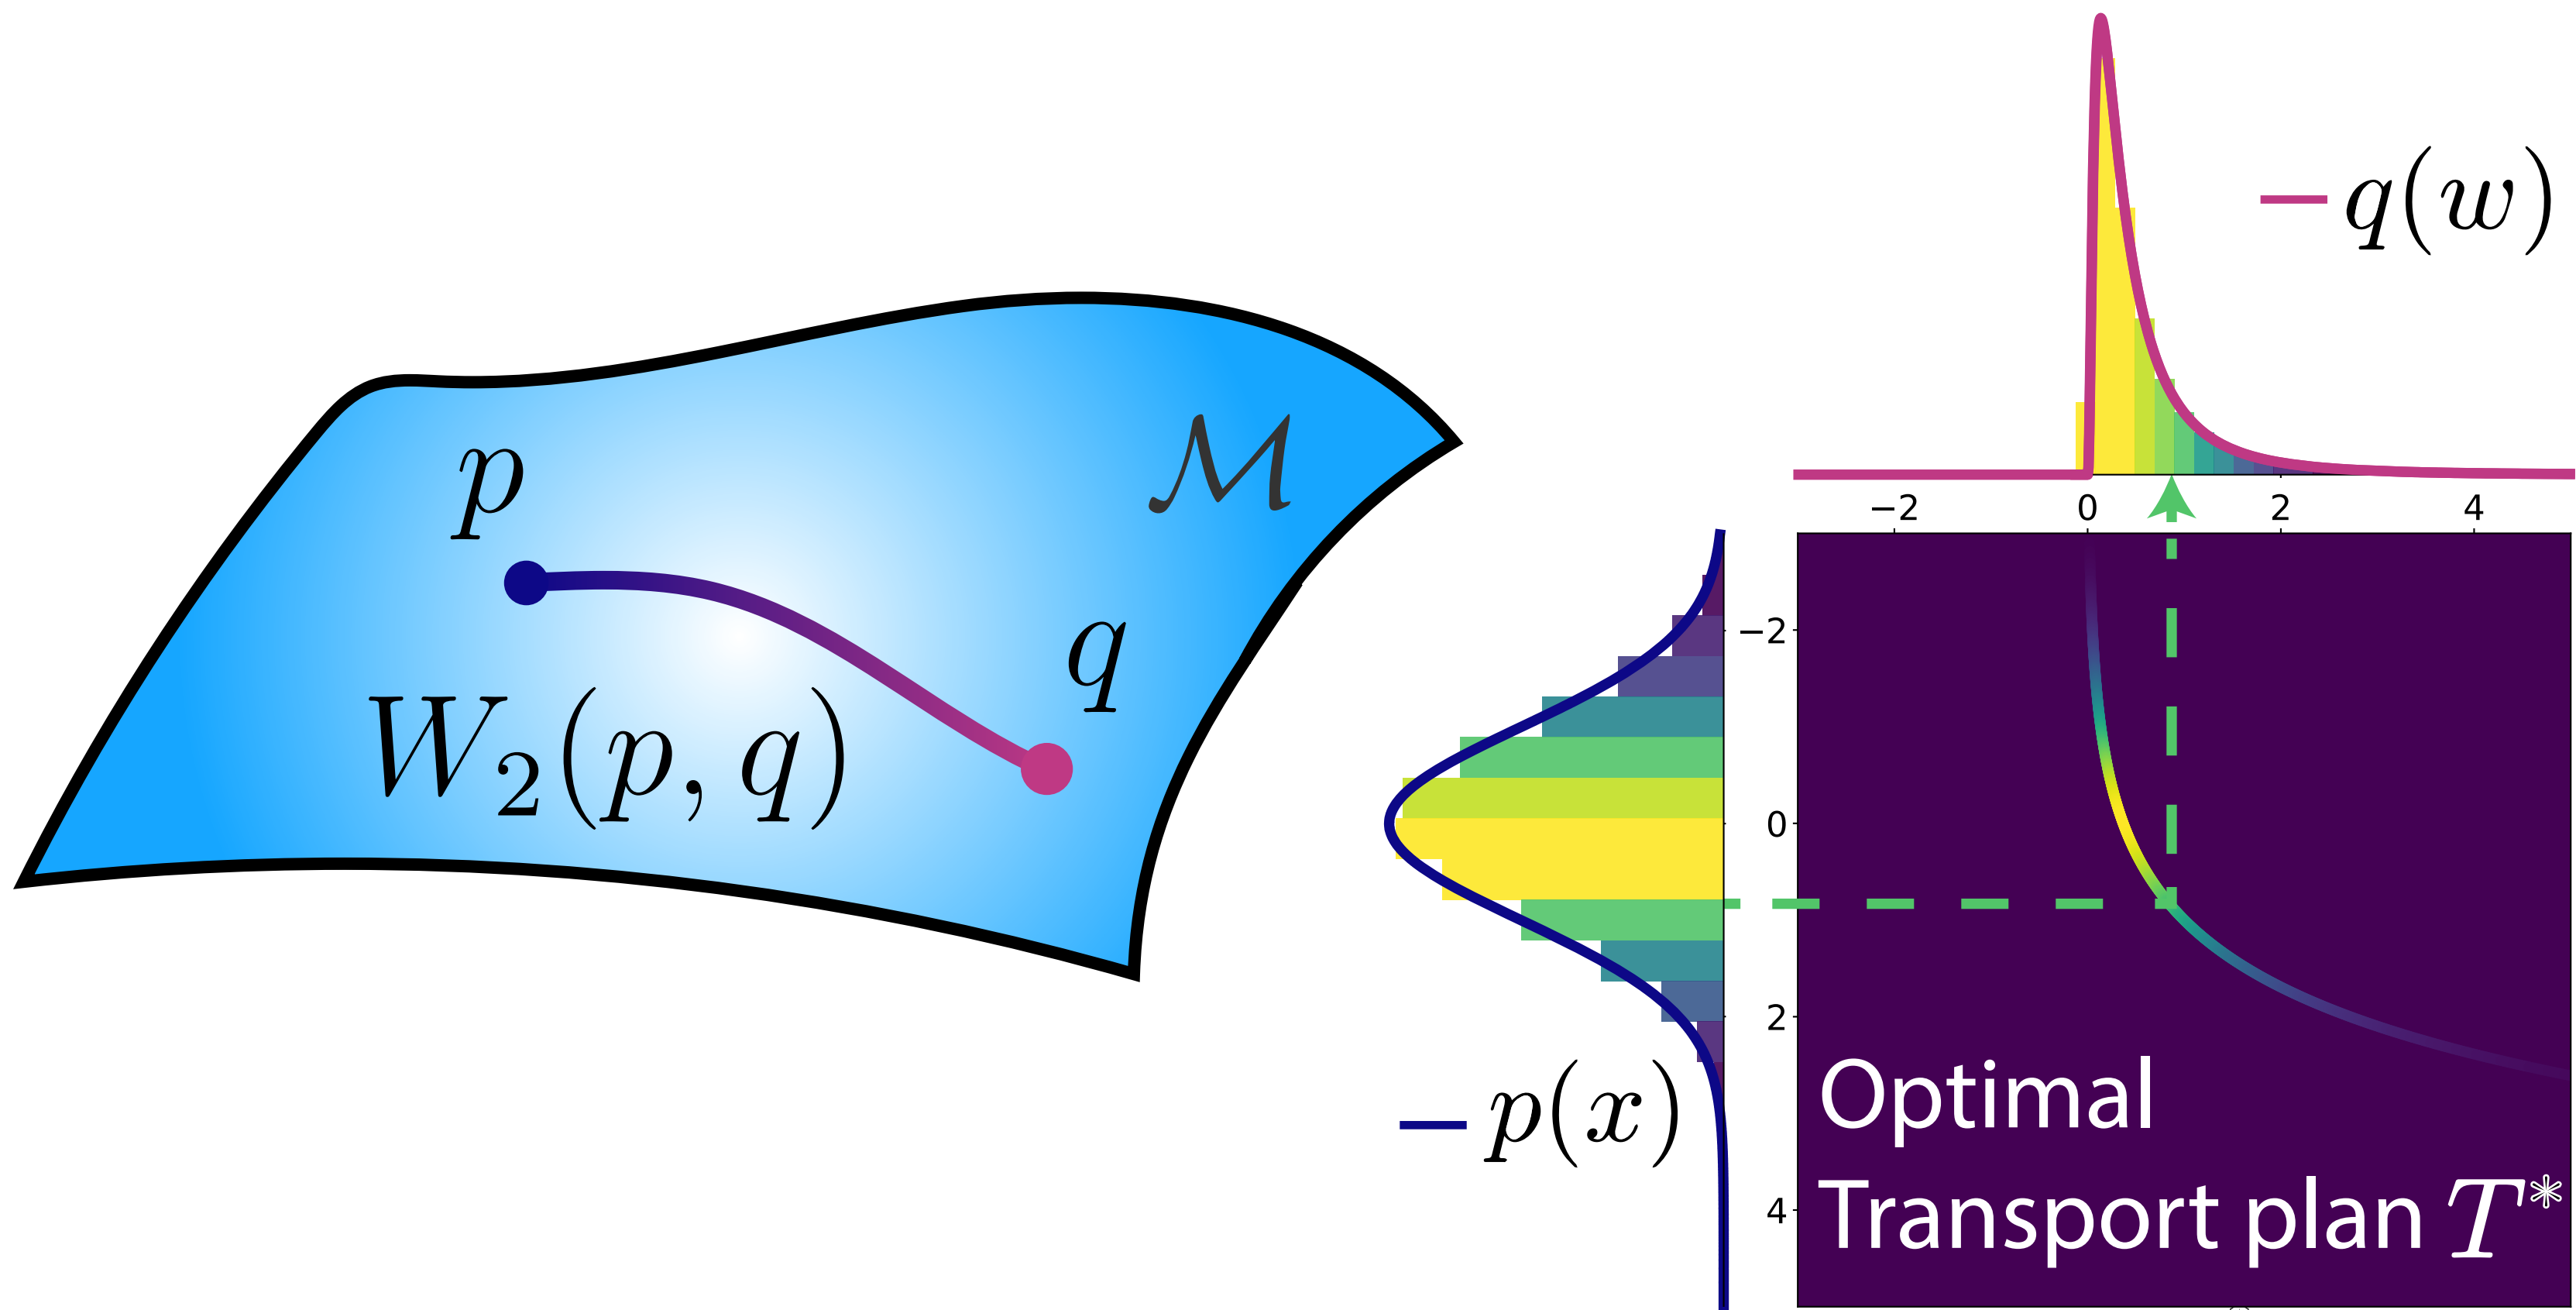 p
q
W₂(p, q)
ℳ
— q(w)
−2 0 2 4
−2
0
2
4
— p(x)
Optimal
Transport plan T*